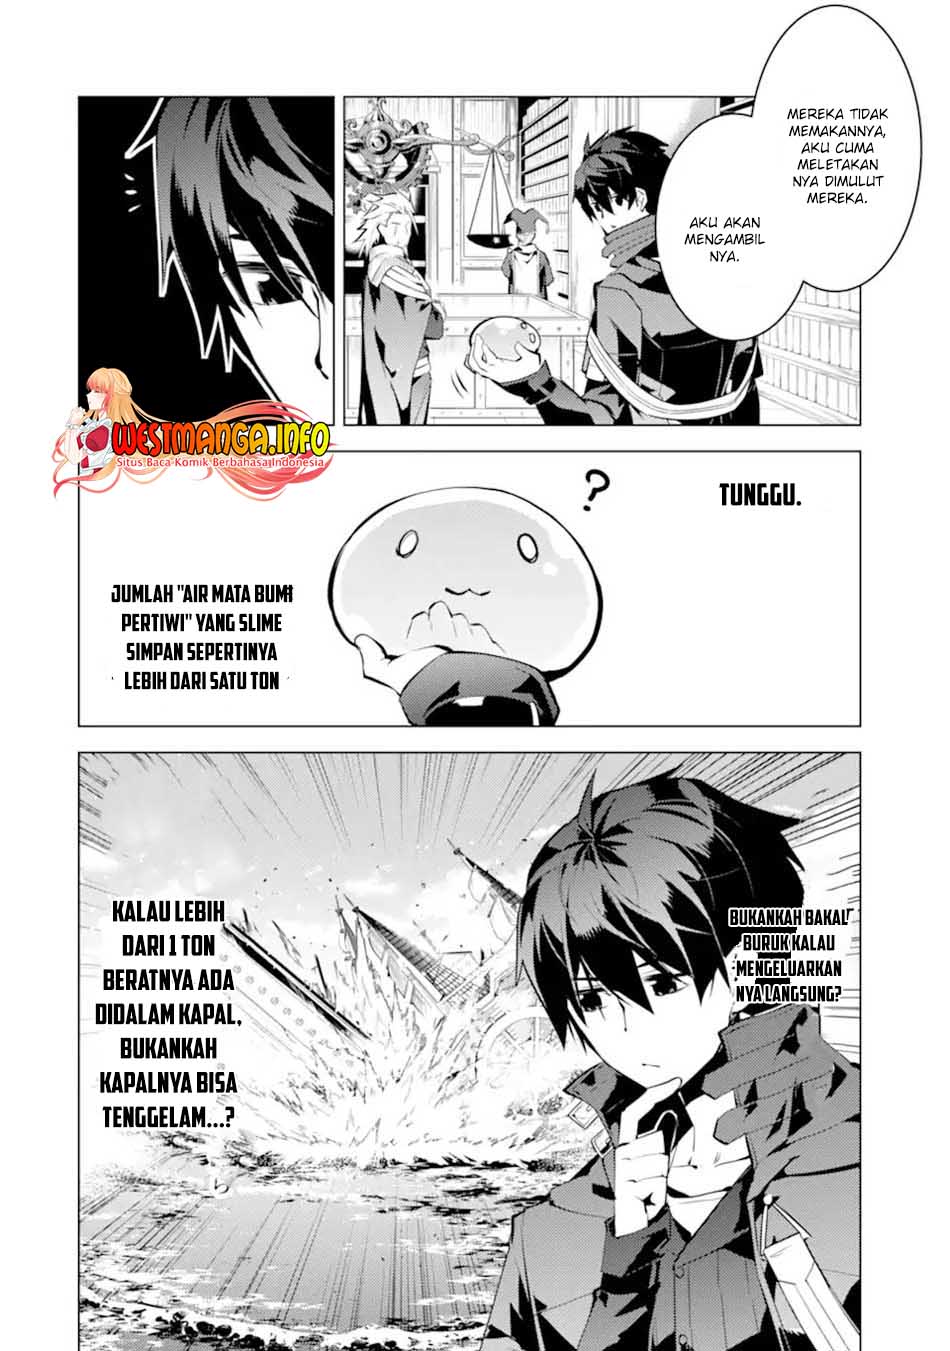 MEREKA TIDAK
MEMAKANNYA,
AKU CUMA
MELETAKAN
NYA DIMULUT
MEREKA.
AKU AKAN
MENGAMBIL
NYA.
WESTMANGA.INFO
Situs Baca Komik Berbahasa Indonesia
?
TUNGGU.
JUMLAH "AIR MATA BUMI
PERTIWI" YANG SLIME
SIMPAN SEPERTINYA
LEBIH DARI SATU TON
KALAU LEBIH
DARI 1 TON
BERATNYA ADA
DIDALAM KAPAL,
BUKANKAH
KAPALNYA BISA
TENGGELAM...?
BUKANKAH BAKAL
BURUK KALAU
MENGELUARKAN
NYA LANGSUNG?